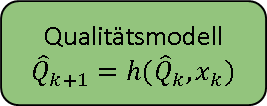 Qualitätsmodell
Q̂ₖ₊₁ = h(Q̂ₖ, xₖ)